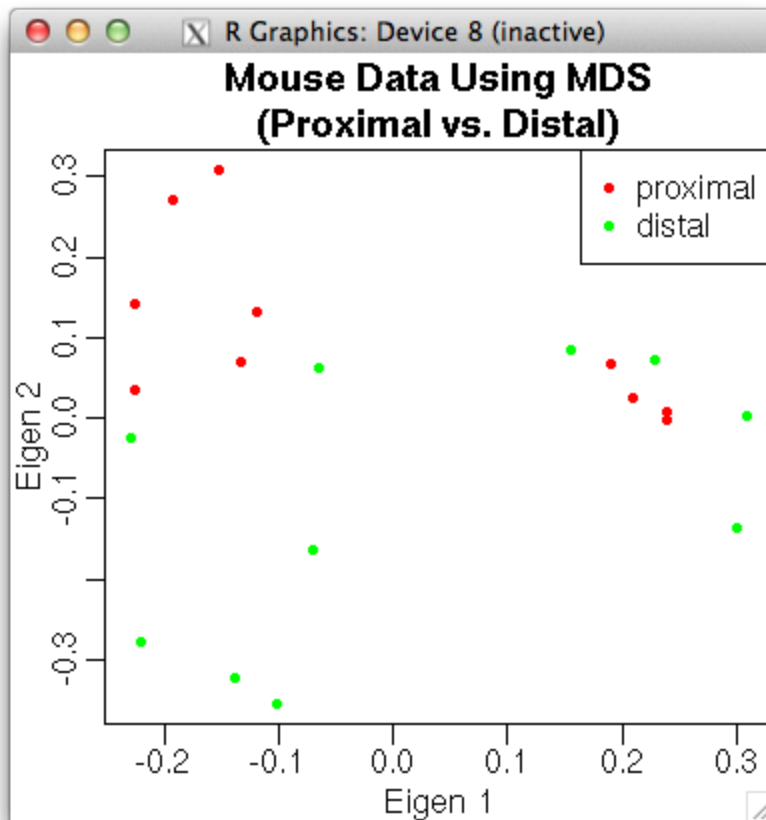 R Graphics: Device 8 (inactive)
Mouse Data Using MDS
(Proximal vs. Distal)
proximal
distal
0.3
0.2
0.1
0.0
-0.1
-0.3
Eigen 2
-0.2 -0.1 0.0 0.1 0.2 0.3
Eigen 1